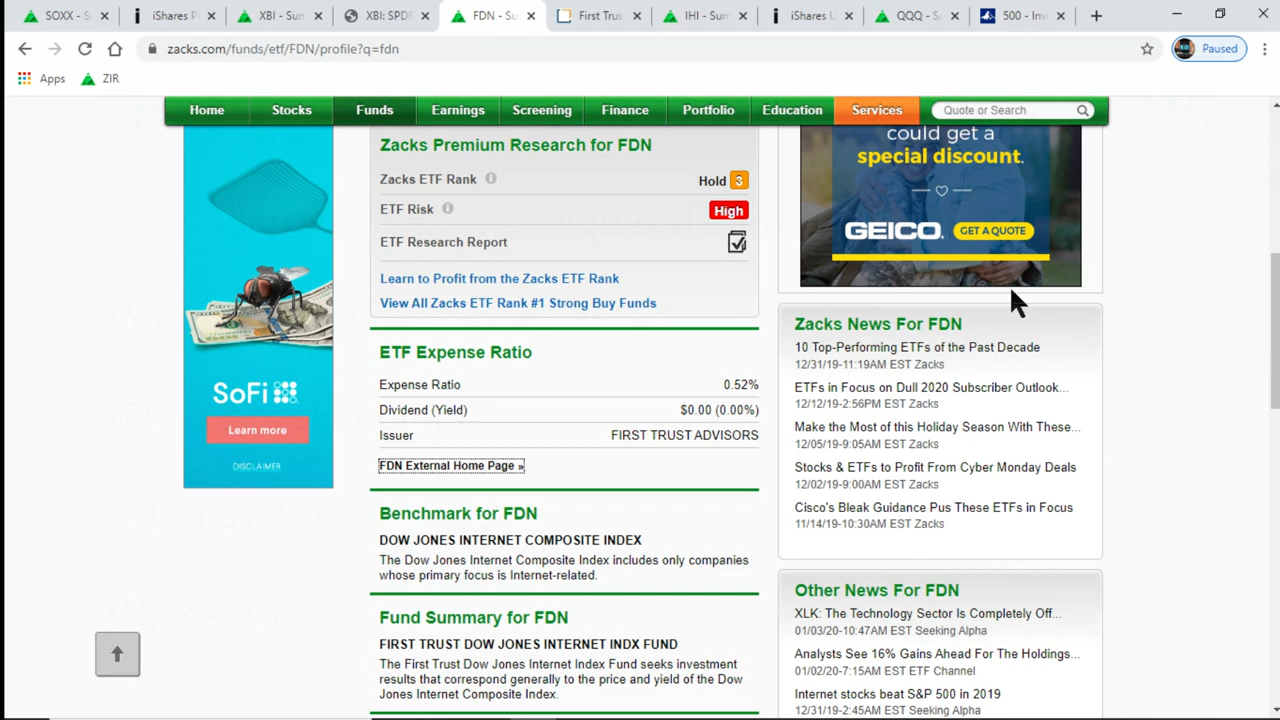 SOXX - S
iShares P
XBI - Sum
XBI: SPDF
FDN - Su
First Trus
IHI - Sum
iShares U
QQQ - S
500 - Inv
zacks.com/funds/etf/FDN/profile?q=fdn
Paused
Apps
ZIR
Home
Stocks
Funds
Earnings
Screening
Finance
Portfolio
Education
Services
Quote or Search
SoFi
Learn more
DISCLAIMER
Zacks Premium Research for FDN
Zacks ETF Rank
Hold 3
ETF Risk
High
ETF Research Report
Learn to Profit from the Zacks ETF Rank
View All Zacks ETF Rank #1 Strong Buy Funds
ETF Expense Ratio
Expense Ratio 0.52%
Dividend (Yield) $0.00 (0.00%)
Issuer FIRST TRUST ADVISORS
FDN External Home Page »
Benchmark for FDN
DOW JONES INTERNET COMPOSITE INDEX
The Dow Jones Internet Composite Index includes only companies
whose primary focus is Internet-related.
Fund Summary for FDN
FIRST TRUST DOW JONES INTERNET INDX FUND
The First Trust Dow Jones Internet Indix Fund seeks investment
results that correspond generally to the price and yield of the Dow
Jones Internet Composite Index.
could get a
special discount.
GEICO.
GET A QUOTE
Zacks News For FDN
10 Top-Performing ETFs of the Past Decade
12/31/19-11:19AM EST Zacks
ETFs in Focus on Dull 2020 Subscriber Outlook...
12/12/19-2:56PM EST Zacks
Make the Most of this Holiday Season With These...
12/05/19-9:05AM EST Zacks
Stocks & ETFs to Profit From Cyber Monday Deals
12/02/19-9:00AM EST Zacks
Cisco's Bleak Guidance Pus These ETFs in Focus
11/14/19-10:30AM EST Zacks
Other News For FDN
XLK: The Technology Sector Is Completely Off...
01/03/20-10:47AM EST Seeking Alpha
Analysts See 16% Gains Ahead For The Holdings...
01/02/20-7:15AM EST ETF Channel
Internet stocks beat S&P 500 in 2019
12/31/19-2:45AM EST Seeking Alpha